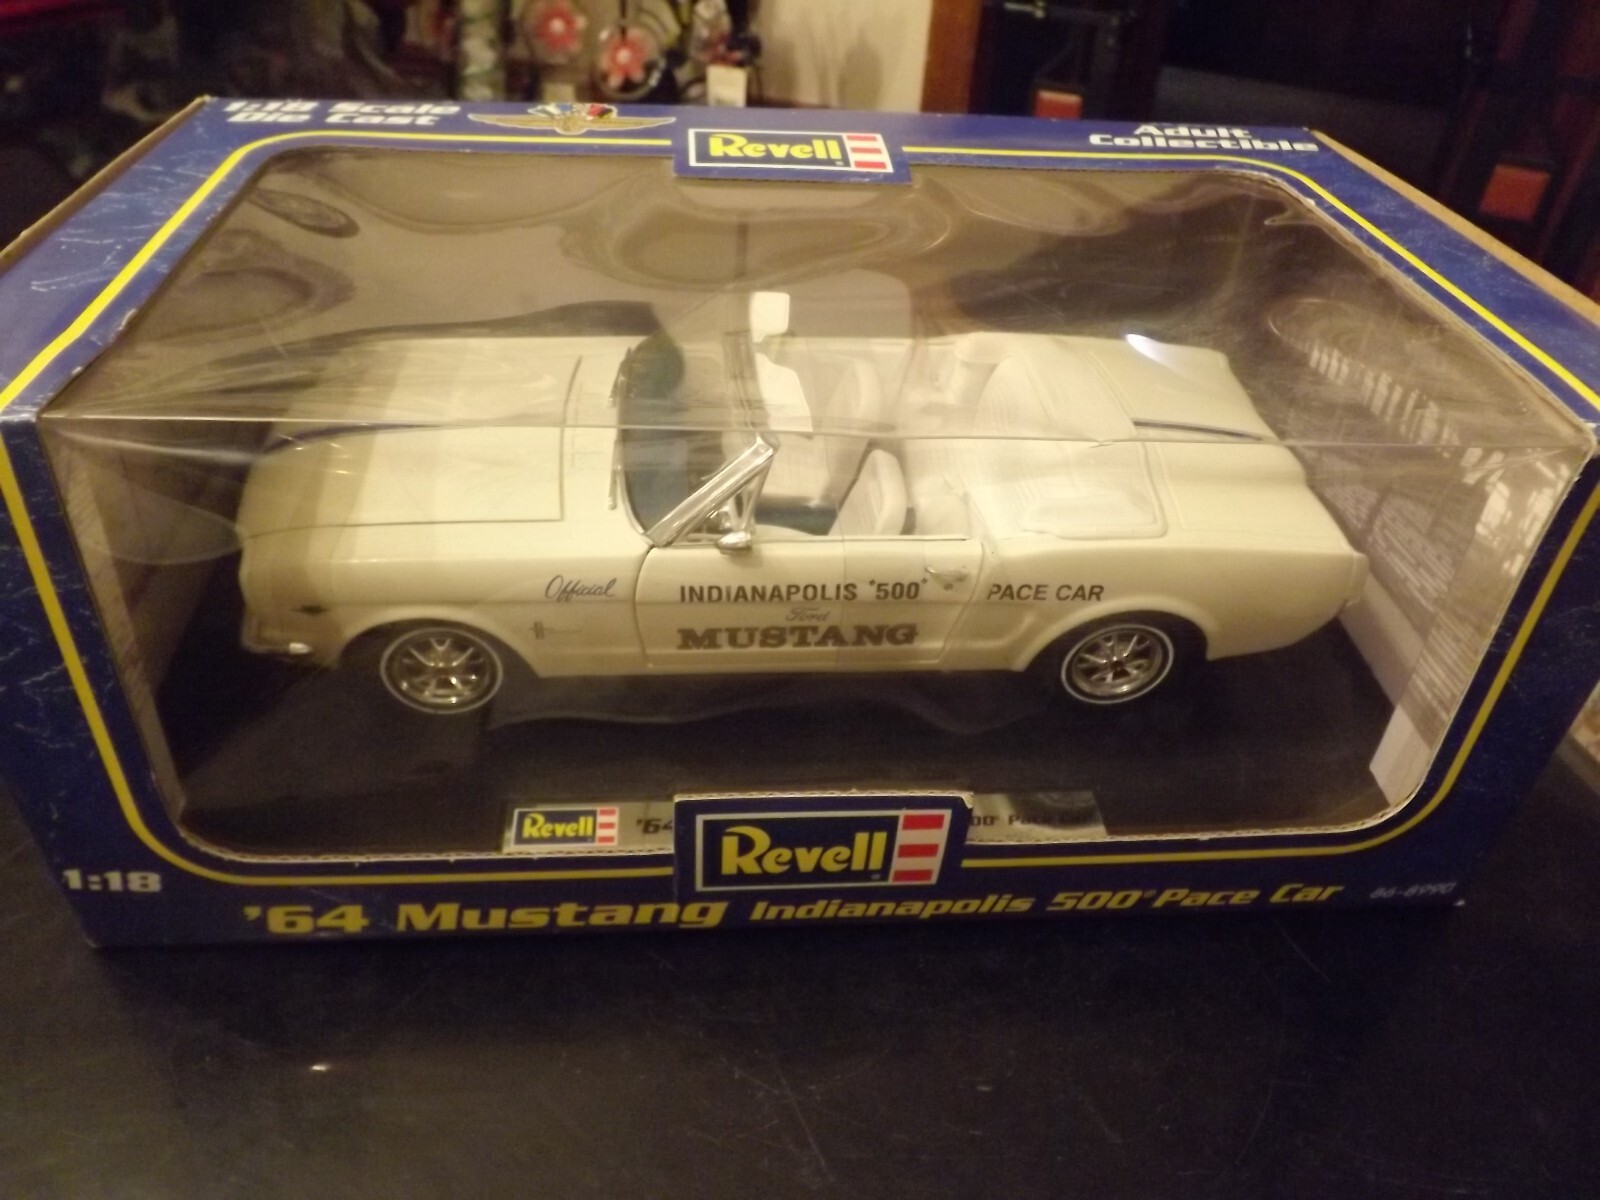 1:18 Scale
Die Cast
Revell
Adult
Collectible
Official
INDIANAPOLIS "500" PACE CAR
Ford
MUSTANG
Revell
'64
Revell
1:18
'64 Mustang Indianapolis 500® Pace Car